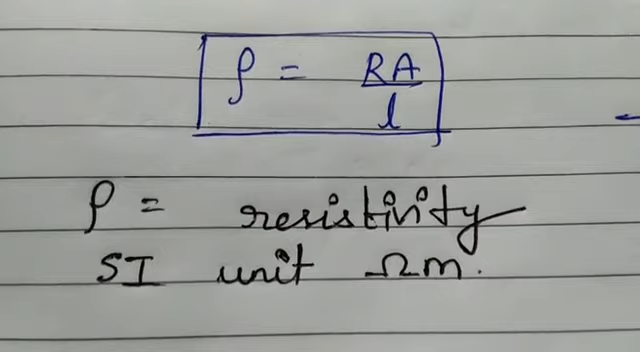 ρ = RA/l
ρ = resistivity
SI unit Ωm.